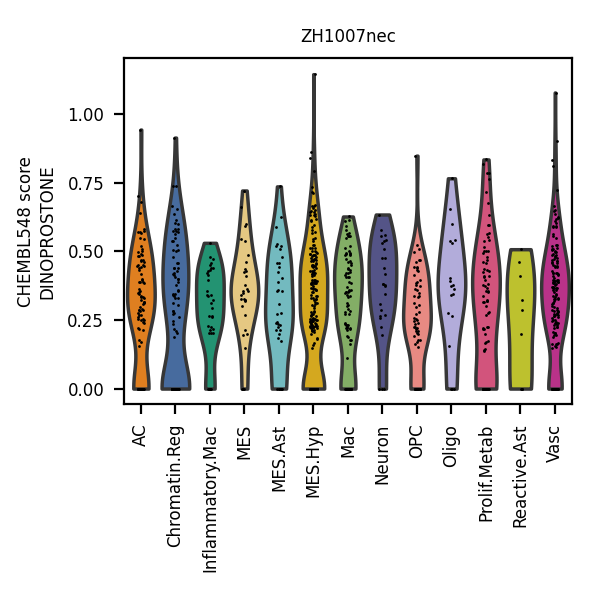 ZH1007nec
CHEMBL548 score
DINOPROSTONE
1.00
0.75
0.50
0.25
0.00
AC
Chromatin.Reg
Inflammatory.Mac
MES
MES.Ast
MES.Hyp
Mac
Neuron
OPC
Oligo
Prolif.Metab
Reactive.Ast
Vasc